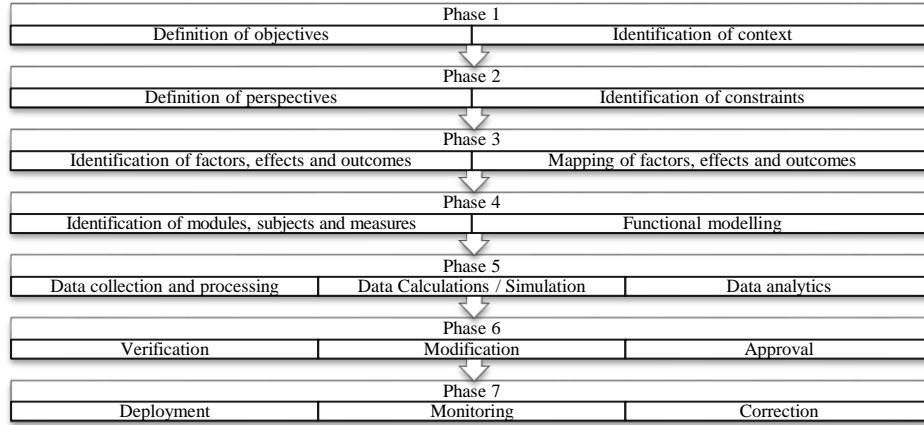 Phase 1
Definition of objectives Identification of context
Phase 2
Definition of perspectives Identification of constraints
Phase 3
Identification of factors, effects and outcomes Mapping of factors, effects and outcomes
Phase 4
Identification of modules, subjects and measures Functional modelling
Phase 5
Data collection and processing Data Calculations / Simulation Data analytics
Phase 6
Verification Modification Approval
Phase 7
Deployment Monitoring Correction